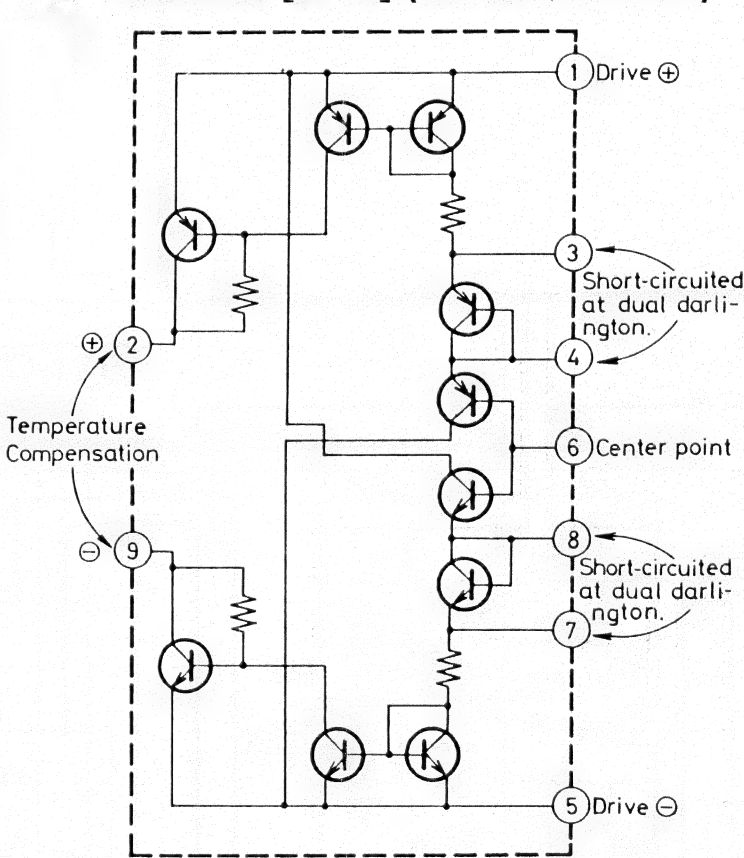 1 Drive ⊕
3
Short-circuited
at dual darli-
ngton.
4
⊕ 2
Temperature
Compensation
6 Center point
⊖ 9
8
Short-circuited
at dual darli-
ngton.
7
5 Drive ⊖